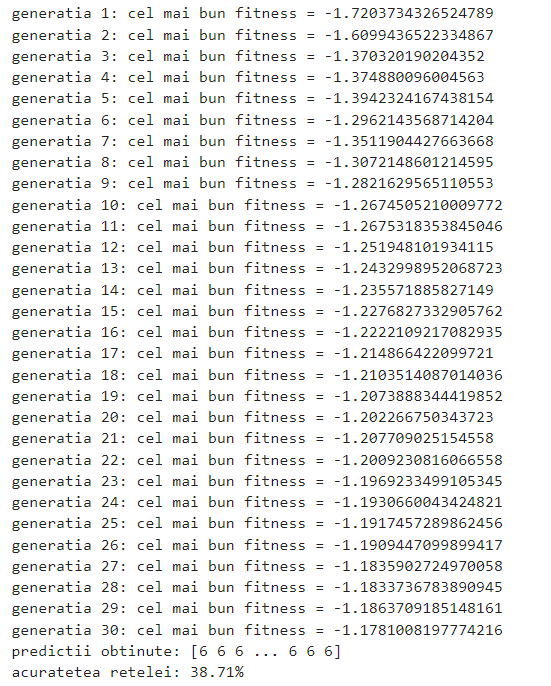 generatia 1: cel mai bun fitness = -1.7203734326524789
generatia 2: cel mai bun fitness = -1.6099436522334867
generatia 3: cel mai bun fitness = -1.370320190204352
generatia 4: cel mai bun fitness = -1.374880096004563
generatia 5: cel mai bun fitness = -1.3942324167438154
generatia 6: cel mai bun fitness = -1.2962143568714204
generatia 7: cel mai bun fitness = -1.3511904427663668
generatia 8: cel mai bun fitness = -1.3072148601214595
generatia 9: cel mai bun fitness = -1.2821629565110553
generatia 10: cel mai bun fitness = -1.2674505210009772
generatia 11: cel mai bun fitness = -1.2675318353845046
generatia 12: cel mai bun fitness = -1.251948101934115
generatia 13: cel mai bun fitness = -1.2432998952068723
generatia 14: cel mai bun fitness = -1.235571885827149
generatia 15: cel mai bun fitness = -1.2276827332905762
generatia 16: cel mai bun fitness = -1.2222109217082935
generatia 17: cel mai bun fitness = -1.214866422099721
generatia 18: cel mai bun fitness = -1.2103514087014036
generatia 19: cel mai bun fitness = -1.2073888344419852
generatia 20: cel mai bun fitness = -1.202266750343723
generatia 21: cel mai bun fitness = -1.207709025154558
generatia 22: cel mai bun fitness = -1.2009230816066558
generatia 23: cel mai bun fitness = -1.1969233499105345
generatia 24: cel mai bun fitness = -1.1930660043424821
generatia 25: cel mai bun fitness = -1.1917457289862456
generatia 26: cel mai bun fitness = -1.1909447099899417
generatia 27: cel mai bun fitness = -1.1835902724970058
generatia 28: cel mai bun fitness = -1.1833736783890945
generatia 29: cel mai bun fitness = -1.1863709185148161
generatia 30: cel mai bun fitness = -1.1781008197774216
predictii obtinute: [6 6 6 ... 6 6 6]
acuratetea retelei: 38.71%